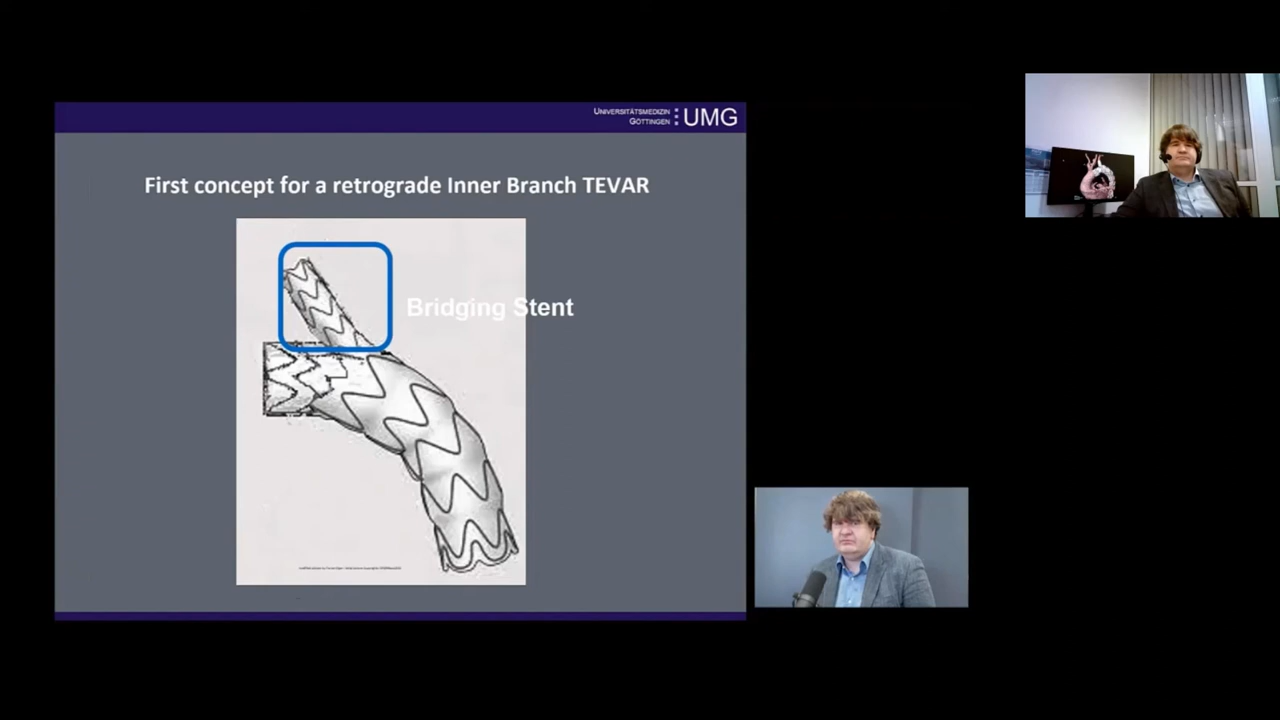 UNIVERSITÄTSMEDIZIN
GÖTTINGEN
UMG
First concept for a retrograde Inner Branch TEVAR
Bridging Stent